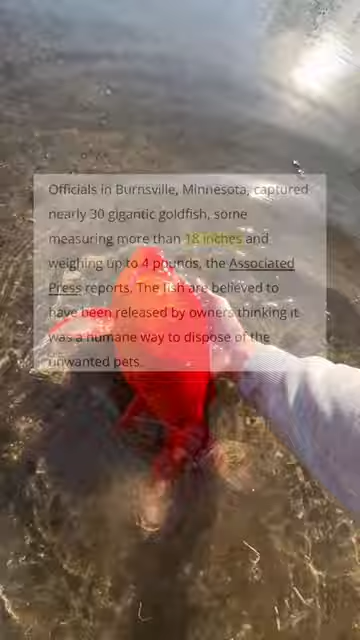 Officials in Burnsville, Minnesota, captured
nearly 30 gigantic goldfish, some
measuring more than 18 inches and
weighing up to 4 pounds, the Associated
Press reports. The fish are believed to
have been released by owners thinking it
was a humane way to dispose of the
unwanted pets.